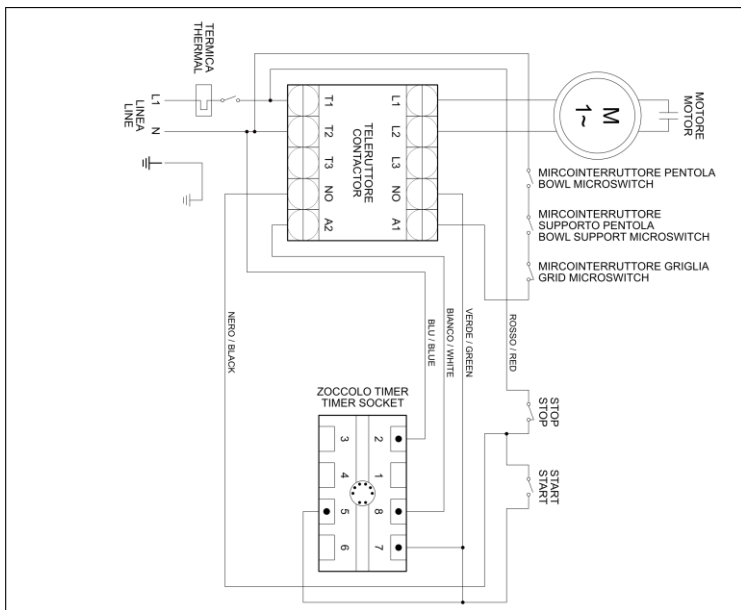 TERMICA
THERMAL
L1
LINEA
LINE
N
T1
T2
T3
NO
A2
TELERUTTORE
CONTACTOR
L1
L2
L3
NO
A1
M
1~
MOTORE
MOTOR
MIRCOINTERRUTTORE PENTOLA
BOWL MICROSWITCH
MIRCOINTERRUTTORE
SUPPORTO PENTOLA
BOWL SUPPORT MICROSWITCH
MIRCOINTERRUTTORE GRIGLIA
GRID MICROSWITCH
NERO / BLACK
BLU / BLUE
BIANCO / WHITE
VERDE / GREEN
ROSSO / RED
ZOCCOLO TIMER
TIMER SOCKET
3
2
4
1
5
8
6
7
STOP
STOP
START
START